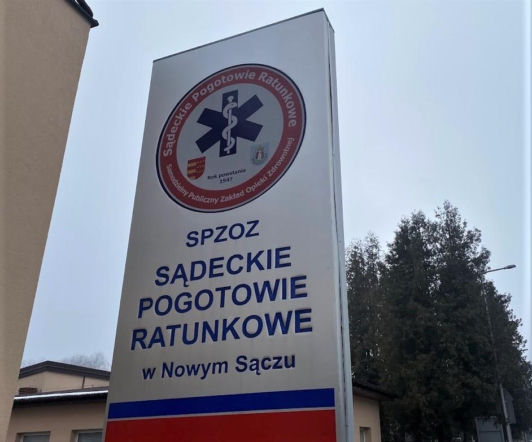 Sądeckie Pogotowie Ratunkowe
Rok powstania
1947
Samodzielny Publiczny Zakład Opieki Zdrowotnej
SPZOZ
SĄDECKIE
POGOTOWIE
RATUNKOWE
w Nowym Sączu